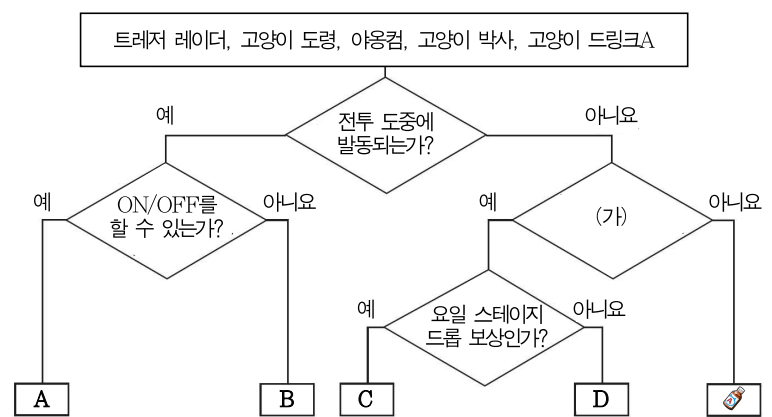 트레저 레이더, 고양이 도령, 야옹컴, 고양이 박사, 고양이 드링크A
예
전투 도중에
발동되는가?
아니요
예
ON/OFF를
할 수 있는가?
아니요
예
(가)
아니요
예
요일 스테이지
드롭 보상인가?
아니요
A
B
C
D